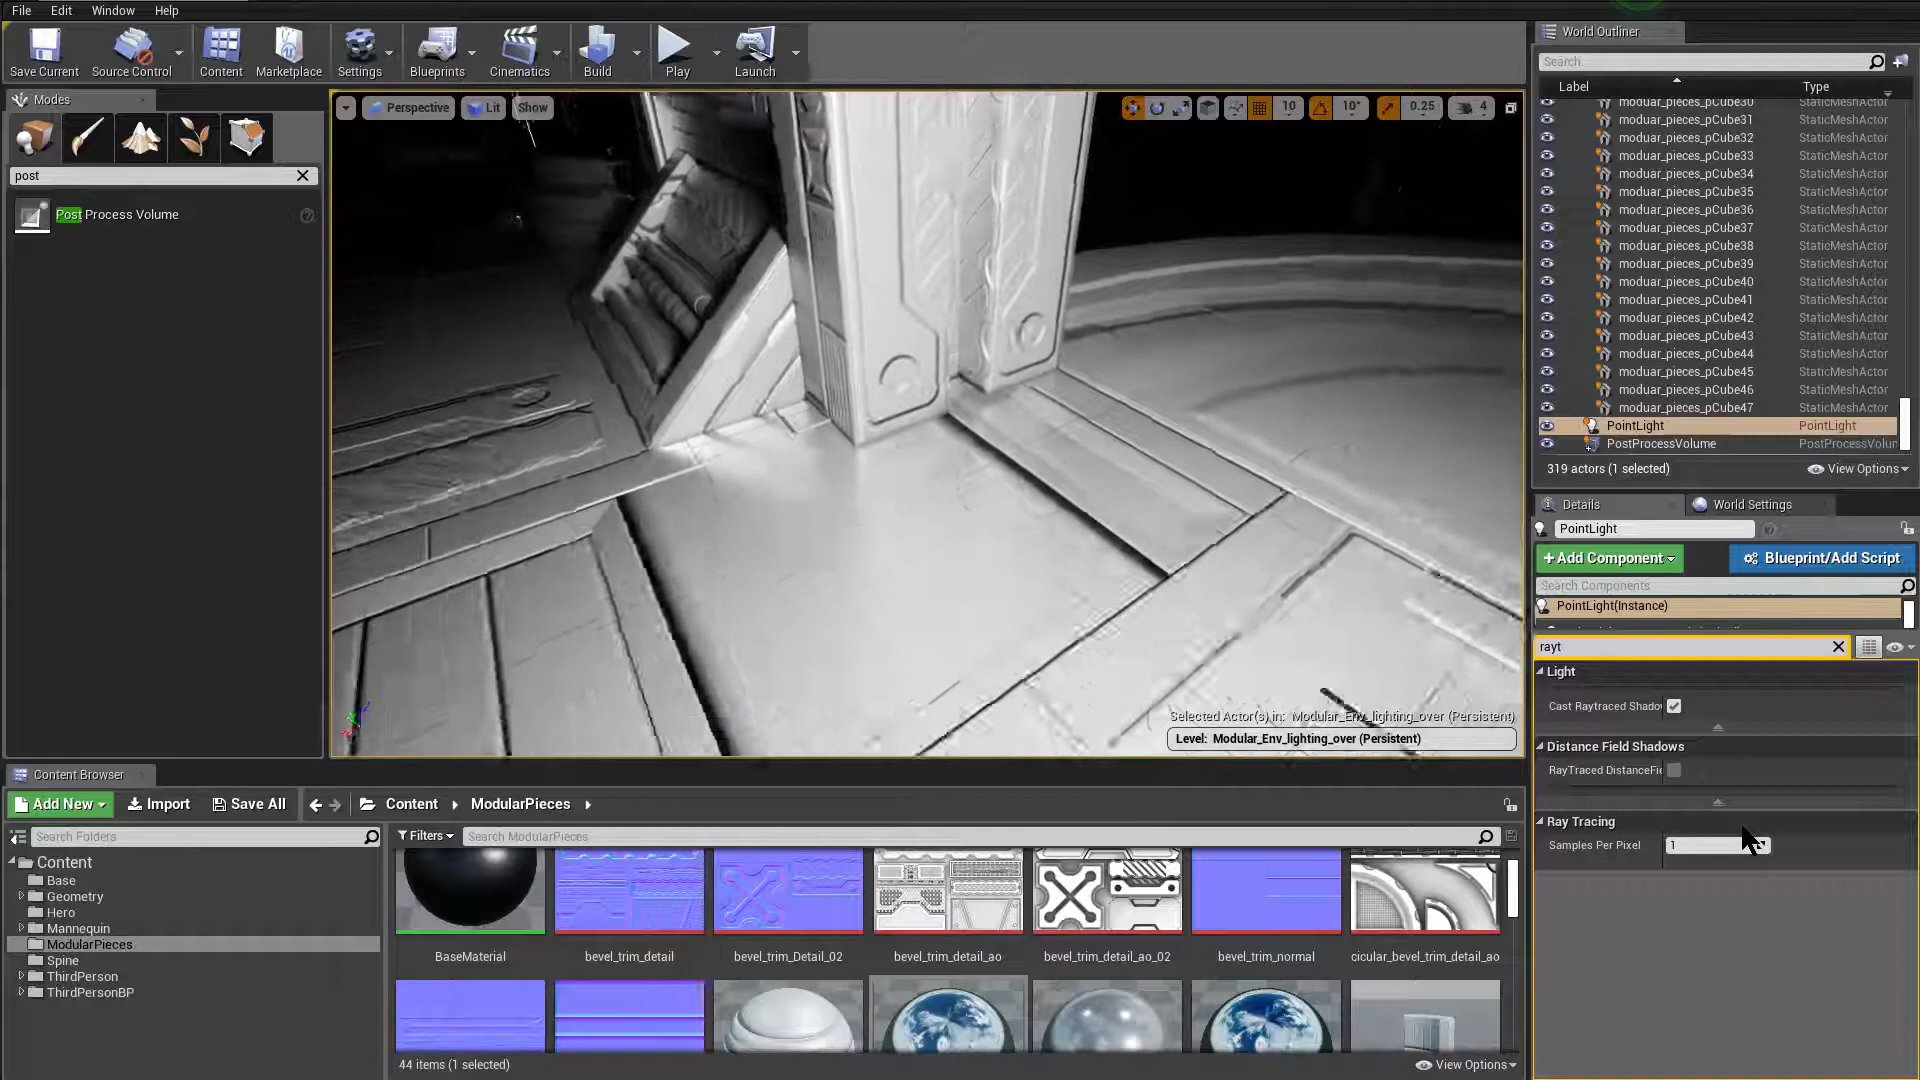 File Edit Window Help
Save Current Source Control Content Marketplace Settings Blueprints Cinematics Build Play Launch
Modes
post
Post Process Volume
Perspective Lit Show
10 10° 0.25 4
Selected Actor(s) in: Modular_Env_lighting_over (Persistent)
Level: Modular_Env_lighting_over (Persistent)
World Outliner
Search...
Label Type
moduar_pieces_pCube30 StaticMeshActor
moduar_pieces_pCube31 StaticMeshActor
moduar_pieces_pCube32 StaticMeshActor
moduar_pieces_pCube33 StaticMeshActor
moduar_pieces_pCube34 StaticMeshActor
moduar_pieces_pCube35 StaticMeshActor
moduar_pieces_pCube36 StaticMeshActor
moduar_pieces_pCube37 StaticMeshActor
moduar_pieces_pCube38 StaticMeshActor
moduar_pieces_pCube39 StaticMeshActor
moduar_pieces_pCube40 StaticMeshActor
moduar_pieces_pCube41 StaticMeshActor
moduar_pieces_pCube42 StaticMeshActor
moduar_pieces_pCube43 StaticMeshActor
moduar_pieces_pCube44 StaticMeshActor
moduar_pieces_pCube45 StaticMeshActor
moduar_pieces_pCube46 StaticMeshActor
moduar_pieces_pCube47 StaticMeshActor
PointLight PointLight
PostProcessVolume PostProcessVolun
319 actors (1 selected) View Options
Details World Settings
PointLight
+Add Component Blueprint/Add Script
Search Components
PointLight(Instance)
rayt
Light
Cast Raytraced Shadov
Distance Field Shadows
RayTraced DistanceFie
Ray Tracing
Samples Per Pixel 1
Content Browser
Add New Import Save All Content ModularPieces
Search Folders
Content
Base
Geometry
Hero
Mannequin
ModularPieces
Spine
ThirdPerson
ThirdPersonBP
Filters Search ModularPieces
BaseMaterial bevel_trim_detail bevel_trim_Detail_02 bevel_trim_detail_ao bevel_trim_detail_ao_02 bevel_trim_normal cicular_bevel_trim_detail_ao
44 items (1 selected) View Options